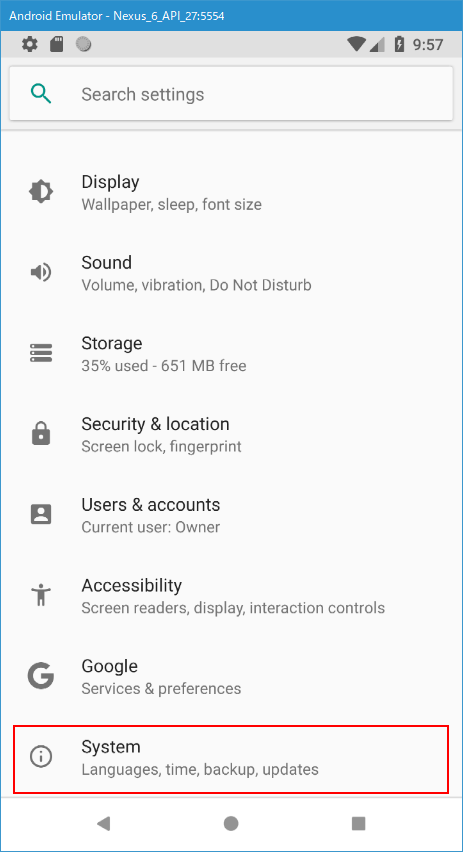 Android Emulator - Nexus_6_API_27:5554
9:57
Search settings
Display
Wallpaper, sleep, font size
Sound
Volume, vibration, Do Not Disturb
Storage
35% used - 651 MB free
Security & location
Screen lock, fingerprint
Users & accounts
Current user: Owner
Accessibility
Screen readers, display, interaction controls
Google
Services & preferences
System
Languages, time, backup, updates